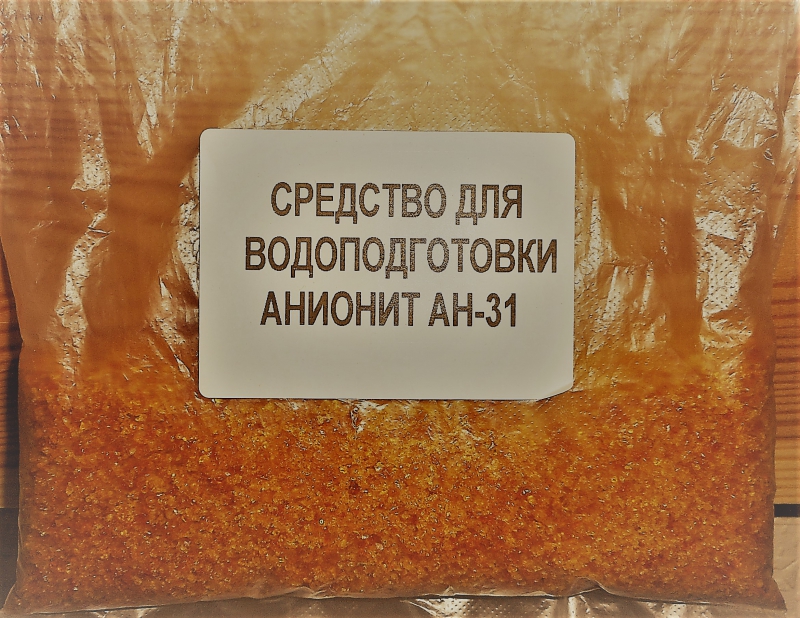 СРЕДСТВО ДЛЯ
ВОДОПОДГОТОВКИ
АНИОНИТ АН-31